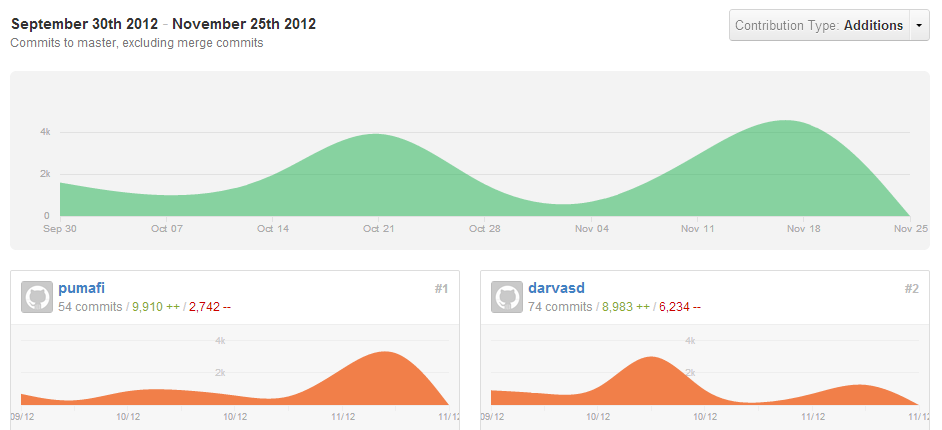 September 30th 2012 - November 25th 2012
Commits to master, excluding merge commits
Contribution Type: Additions
4k
2k
0
Sep 30 Oct 07 Oct 14 Oct 21 Oct 28 Nov 04 Nov 11 Nov 18 Nov 25
pumafi #1
54 commits / 9,910 ++ / 2,742 --
4k
2k
09/12 10/12 10/12 11/12 11/12
darvasd #2
74 commits / 8,983 ++ / 6,234 --
4k
2k
09/12 10/12 10/12 11/12 11/12